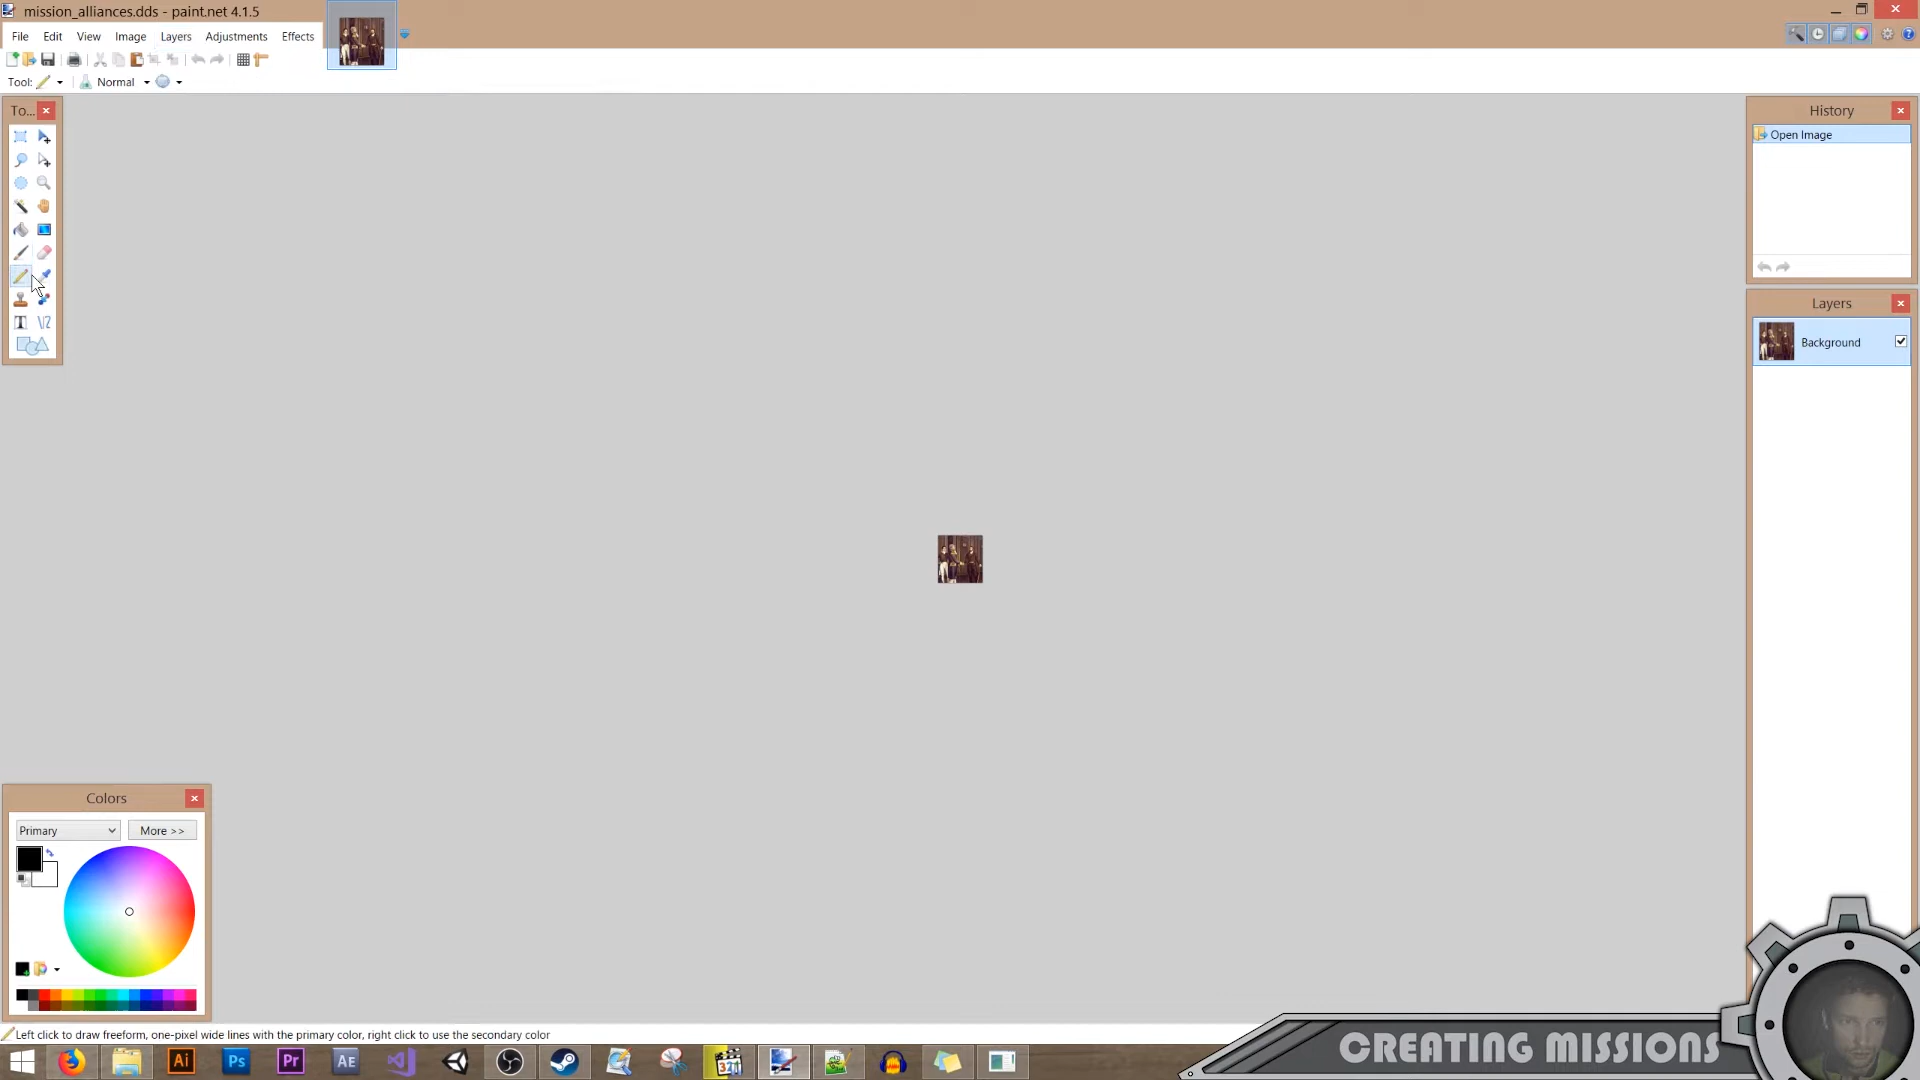 mission_alliances.dds - paint.net 4.1.5
File Edit View Image Layers Adjustments Effects
Tool: Normal
To...
History
Open Image
Layers
Background
Colors
Primary
More >>
Left click to draw freeform, one-pixel wide lines with the primary color, right click to use the secondary color
Ai Ps Pr AE 321
CREATING MISSIONS